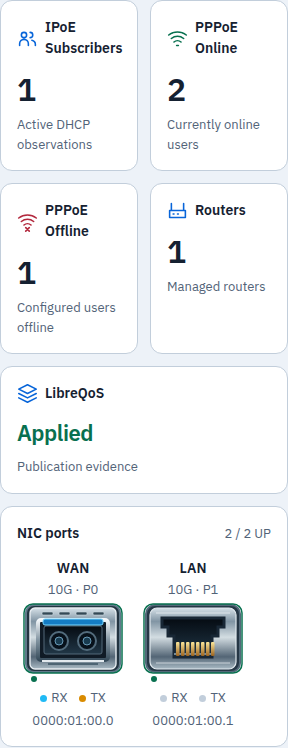 IPoE
Subscribers
1
Active DHCP
observations
PPPoE
Online
2
Currently online
users
PPPoE
Offline
1
Configured users
offline
Routers
1
Managed routers
LibreQoS
Applied
Publication evidence
NIC ports
2 / 2 UP
WAN
10G · P0
RX TX
0000:01:00.0
LAN
10G · P1
RX TX
0000:01:00.1